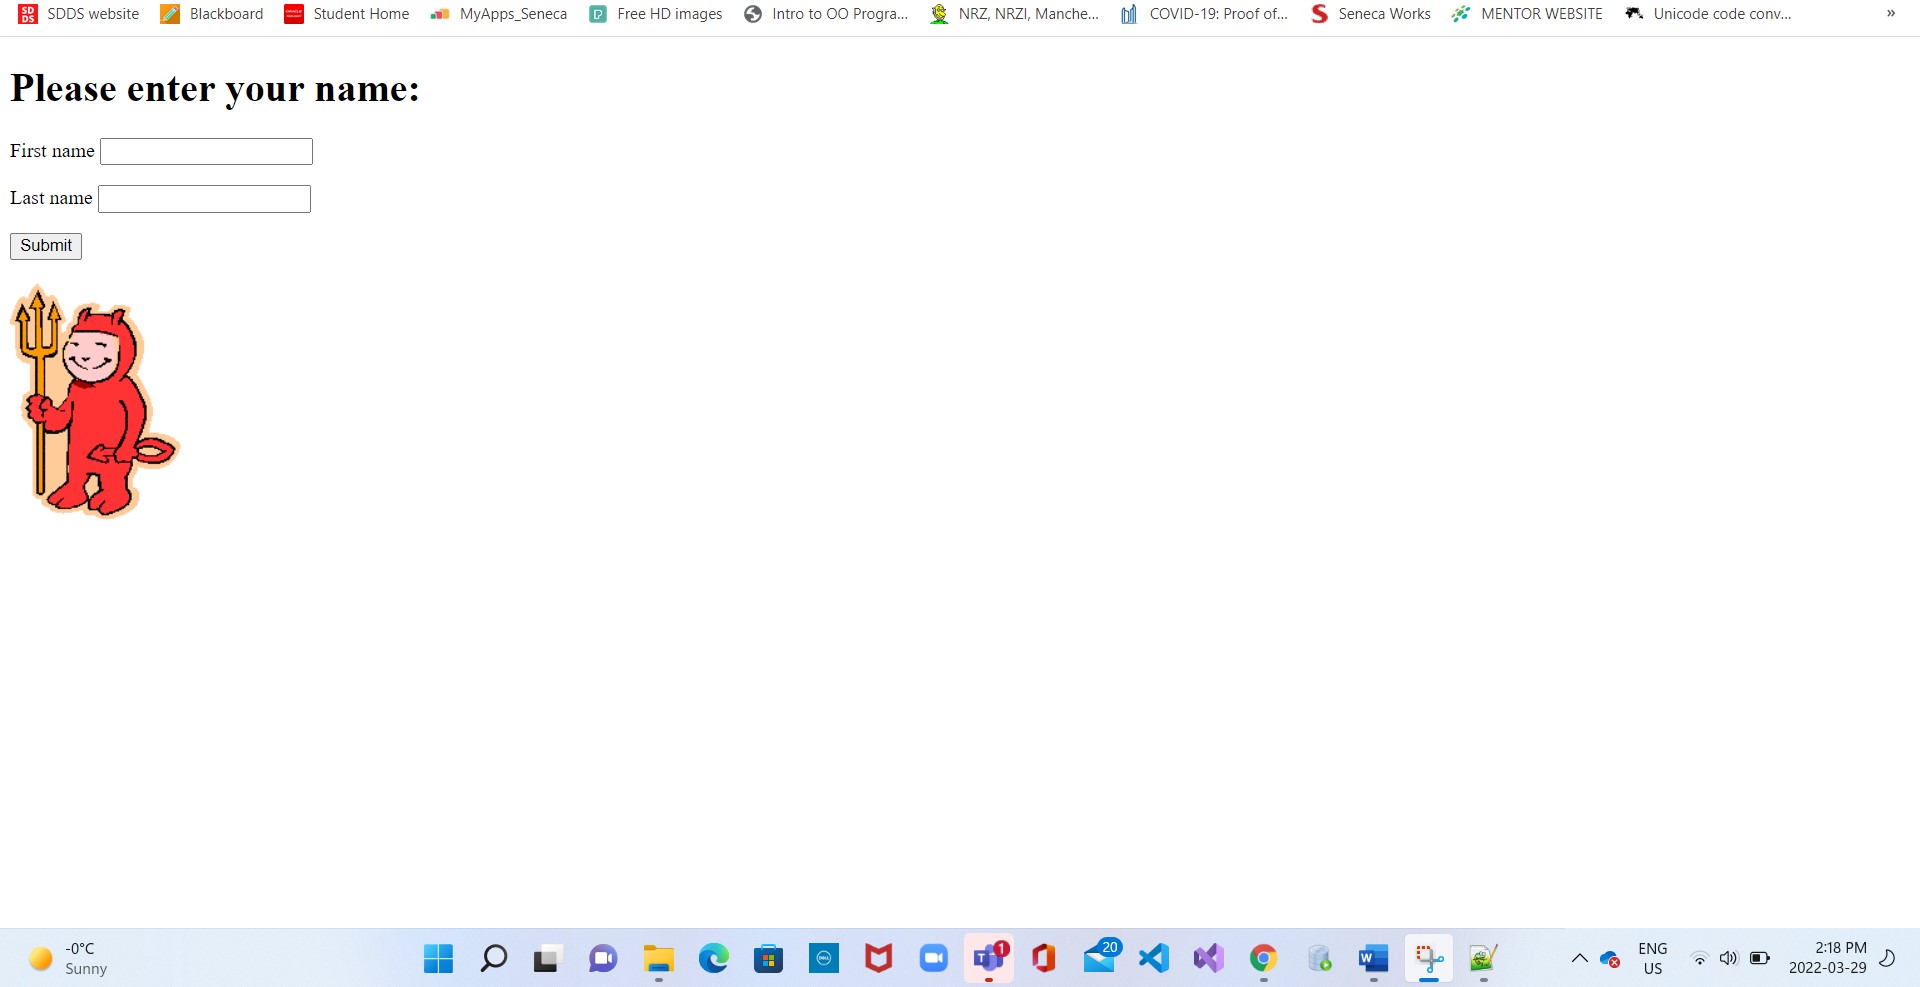 SDDS website Blackboard Student Home MyApps_Seneca Free HD images Intro to OO Progra... NRZ, NRZI, Manche... COVID-19: Proof of... Seneca Works MENTOR WEBSITE Unicode code conv... »
Please enter your name:
First name
Last name
Submit
-0°C
Sunny
1
20
ENG
US
2:18 PM
2022-03-29